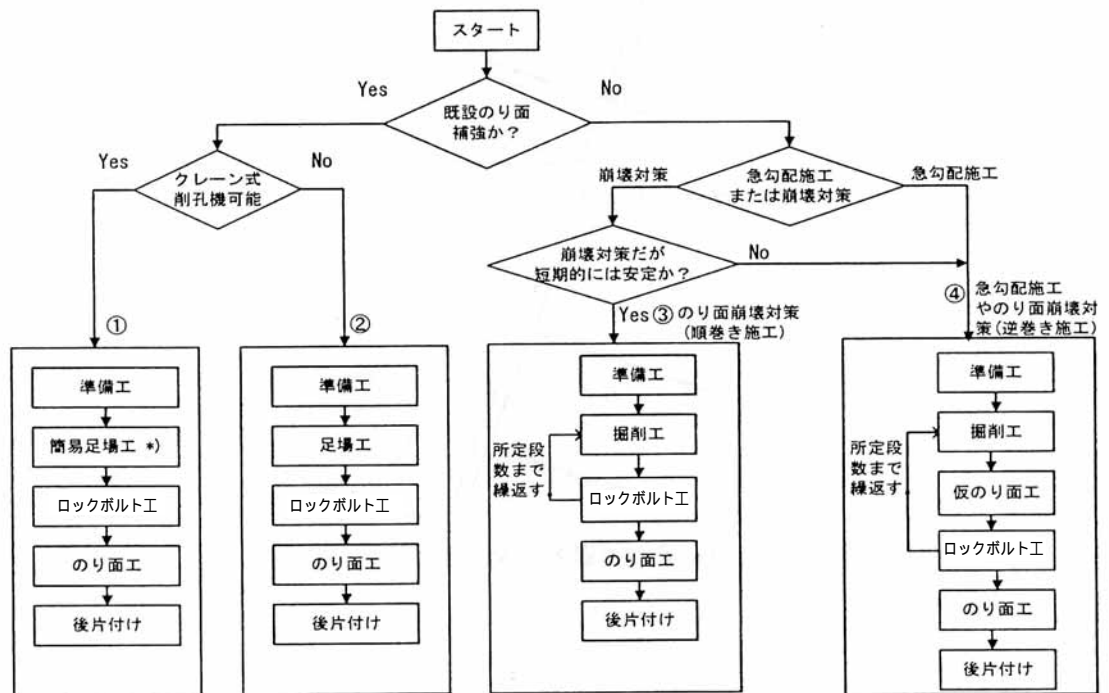 スタート
Yes
No
既設のり面
補強か？
Yes
No
クレーン式
削孔機可能
崩壊対策
急勾配施工
または崩壊対策
急勾配施工
崩壊対策だが
短期的には安定か？
No
Yes
①
②
③ のり面崩壊対策
(順巻き施工)
④
急勾配施工
やのり面崩壊対
策(逆巻き施工)
準備工
簡易足場工 *)
ロックボルト工
のり面工
後片付け
準備工
足場工
ロックボルト工
のり面工
後片付け
準備工
掘削工
所定段
数まで
繰返す
ロックボルト工
のり面工
後片付け
準備工
掘削工
所定段
数まで
繰返す
仮のり面工
ロックボルト工
のり面工
後片付け